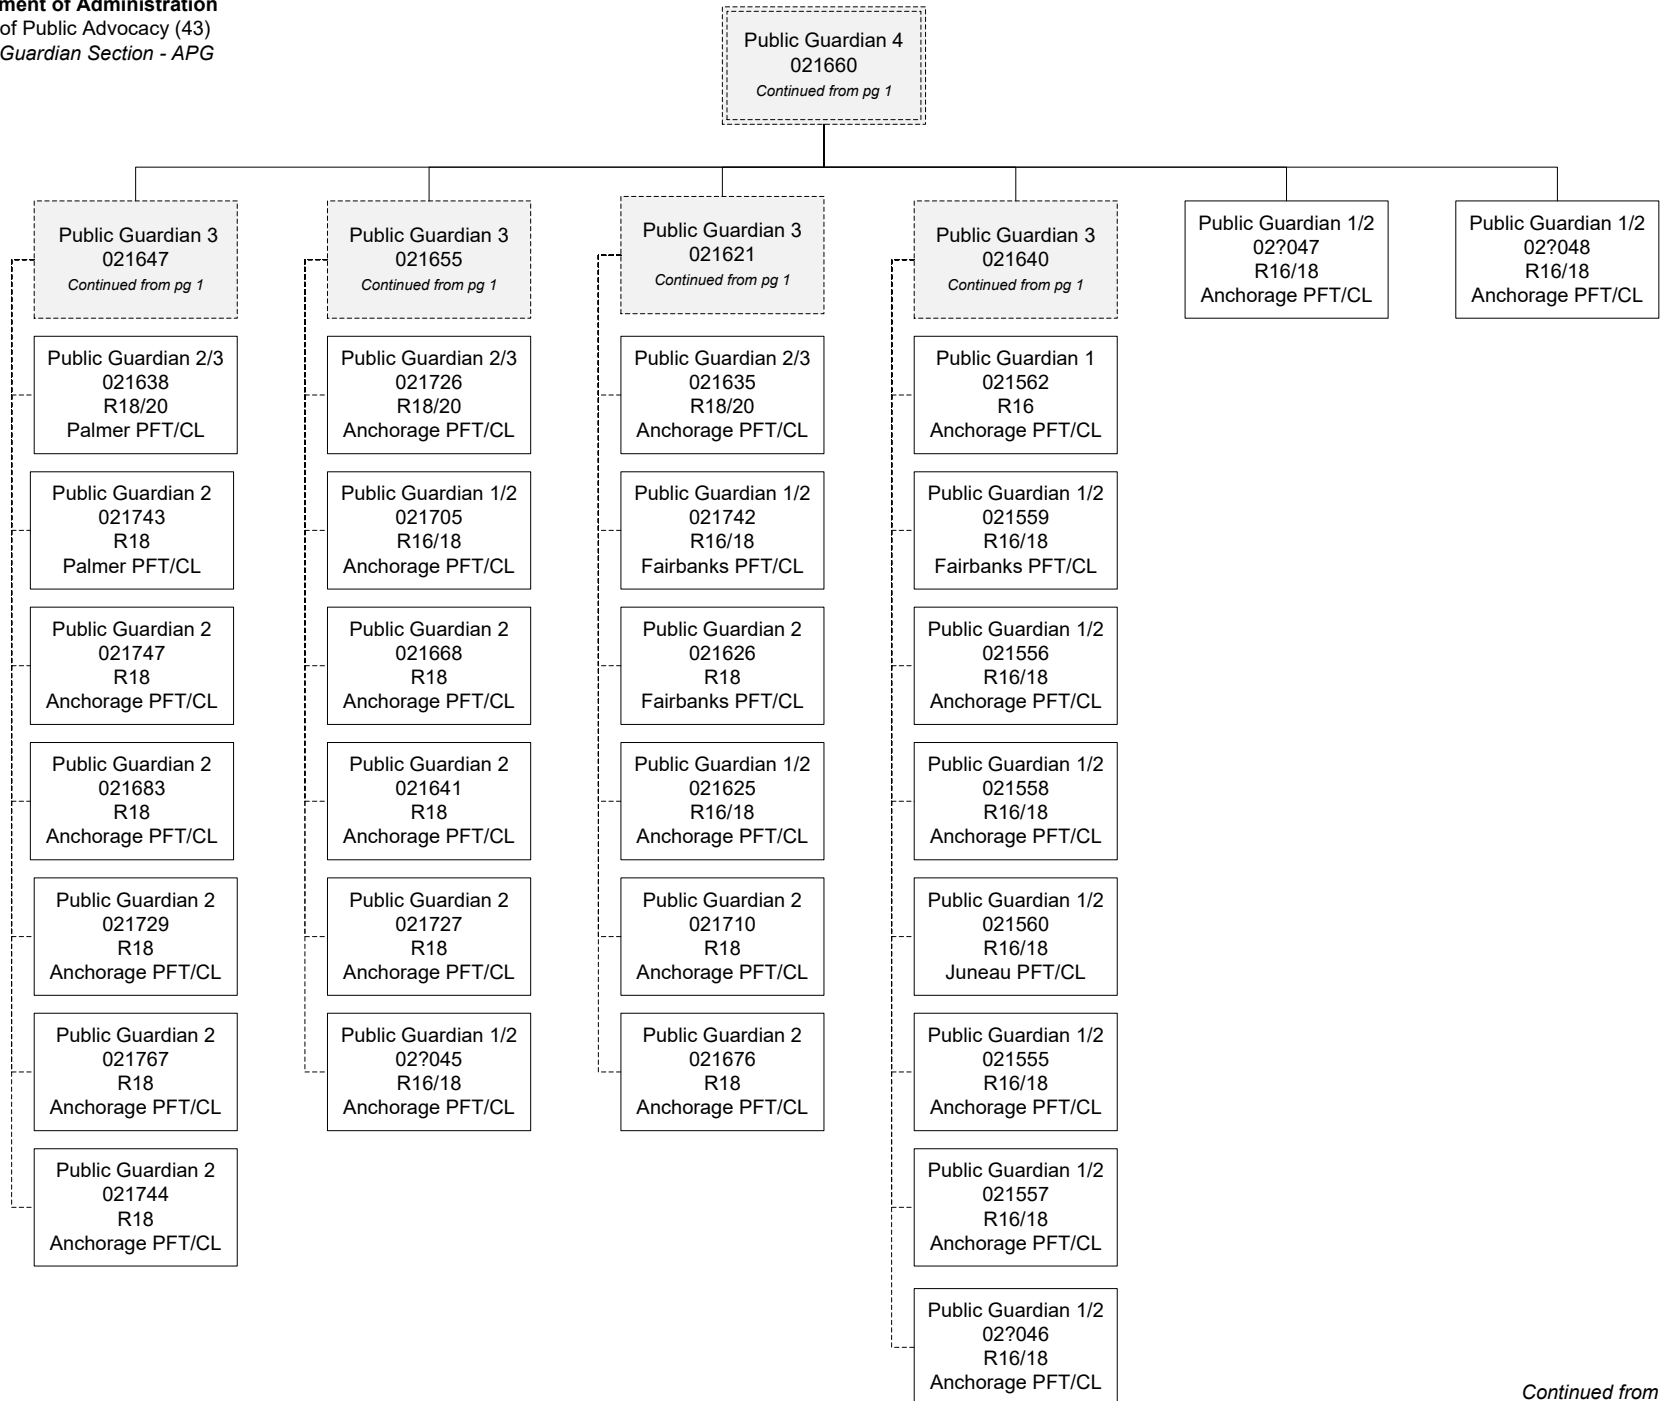 of Public Advocacy (43)
Guardian Section - APG
of Administration
Public Guardian 4
021660
Continued from pg 1
Public Guardian 3
021647
Continued from pg 1
Public Guardian 2/3
021638
R18/20
Palmer PFT/CL
Public Guardian 2
021743
R18
Palmer PFT/CL
Public Guardian 2
021747
R18
Anchorage PFT/CL
Public Guardian 2
021683
R18
Anchorage PFT/CL
Public Guardian 2
021729
R18
Anchorage PFT/CL
Public Guardian 2
021767
R18
Anchorage PFT/CL
Public Guardian 2
021744
R18
Anchorage PFT/CL
Public Guardian 3
021655
Continued from pg 1
Public Guardian 2/3
021726
R18/20
Anchorage PFT/CL
Public Guardian 1/2
021705
R16/18
Anchorage PFT/CL
Public Guardian 2
021668
R18
Anchorage PFT/CL
Public Guardian 2
021641
R18
Anchorage PFT/CL
Public Guardian 2
021727
R18
Anchorage PFT/CL
Public Guardian 1/2
02?045
R16/18
Anchorage PFT/CL
Public Guardian 3
021621
Continued from pg 1
Public Guardian 2/3
021635
R18/20
Anchorage PFT/CL
Public Guardian 1/2
021742
R16/18
Fairbanks PFT/CL
Public Guardian 2
021626
R18
Fairbanks PFT/CL
Public Guardian 1/2
021625
R16/18
Anchorage PFT/CL
Public Guardian 2
021710
R18
Anchorage PFT/CL
Public Guardian 2
021676
R18
Anchorage PFT/CL
Public Guardian 3
021640
Continued from pg 1
Public Guardian 1
021562
R16
Anchorage PFT/CL
Public Guardian 1/2
021559
R16/18
Fairbanks PFT/CL
Public Guardian 1/2
021556
R16/18
Anchorage PFT/CL
Public Guardian 1/2
021558
R16/18
Anchorage PFT/CL
Public Guardian 1/2
021560
R16/18
Juneau PFT/CL
Public Guardian 1/2
021555
R16/18
Anchorage PFT/CL
Public Guardian 1/2
021557
R16/18
Anchorage PFT/CL
Public Guardian 1/2
02?046
R16/18
Anchorage PFT/CL
Public Guardian 1/2
02?047
R16/18
Anchorage PFT/CL
Public Guardian 1/2
02?048
R16/18
Anchorage PFT/CL
Continued from